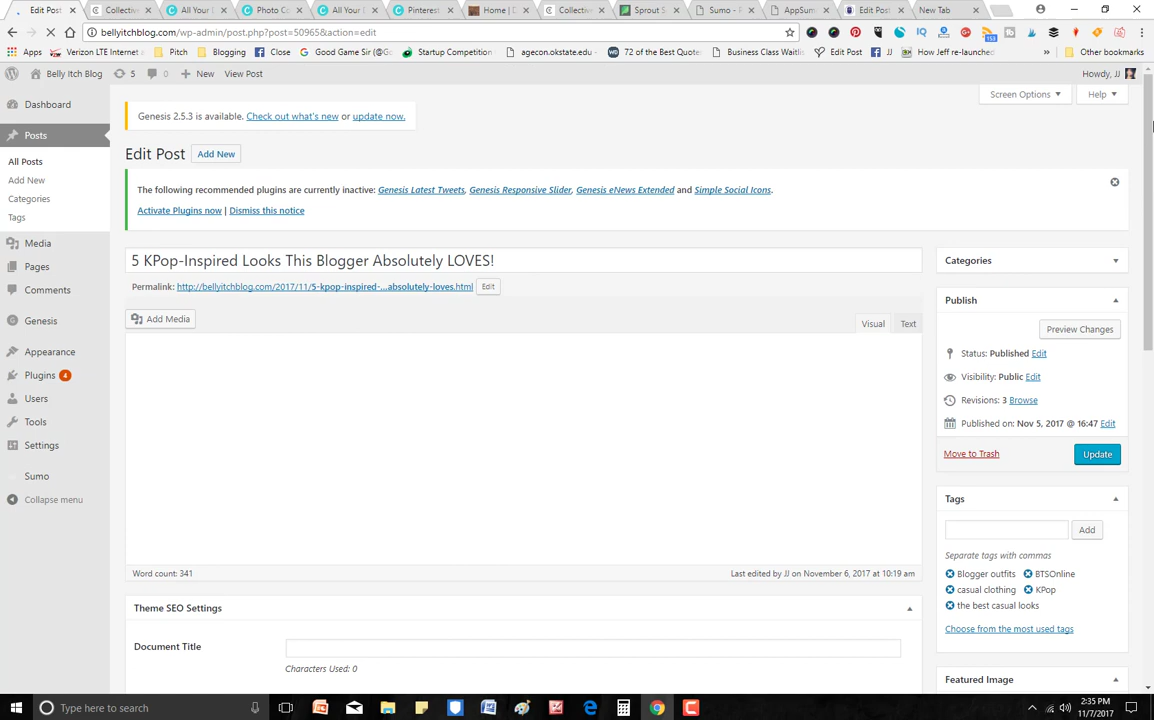 Edit Post
Collective
All Your D
Photo Co
All Your D
Pinterest
Home | D
Collective
Sprout S
Sumo - F
AppSum
Edit Post
New Tab
bellyitchblog.com/wp-admin/post.php?post=50965&action=edit
Apps
Verizon LTE Internet
Pitch
Blogging
Close
Good Game Sir (@Go
Startup Competition
agecon.okstate.edu
72 of the Best Quote
Business Class Waitli
Edit Post
JJ
How Jeff re-launched
»
Other bookmarks
Belly Itch Blog
5
0
New
View Post
Howdy, JJ
Dashboard
Posts
All Posts
Add New
Categories
Tags
Media
Pages
Comments
Genesis
Appearance
Plugins 4
Users
Tools
Settings
Sumo
Collapse menu
Screen Options
Help
Genesis 2.5.3 is available. Check out what's new or update now.
Edit Post
Add New
The following recommended plugins are currently inactive: Genesis Latest Tweets, Genesis Responsive Slider, Genesis eNews Extended and Simple Social Icons.
Activate Plugins now | Dismiss this notice
5 KPop-Inspired Looks This Blogger Absolutely LOVES!
Permalink: http://bellyitchblog.com/2017/11/5-kpop-inspired-...absolutely-loves.html
Edit
Add Media
Visual
Text
Word count: 341
Last edited by JJ on November 6, 2017 at 10:19 am
Theme SEO Settings
Document Title
Characters Used: 0
Categories
Publish
Preview Changes
Status: Published Edit
Visibility: Public Edit
Revisions: 3 Browse
Published on: Nov 5, 2017 @ 16:47 Edit
Move to Trash
Update
Tags
Add
Separate tags with commas
Blogger outfits
BTSOnline
casual clothing
KPop
the best casual looks
Choose from the most used tags
Featured Image
Type here to search
2:35 PM
11/7/2017